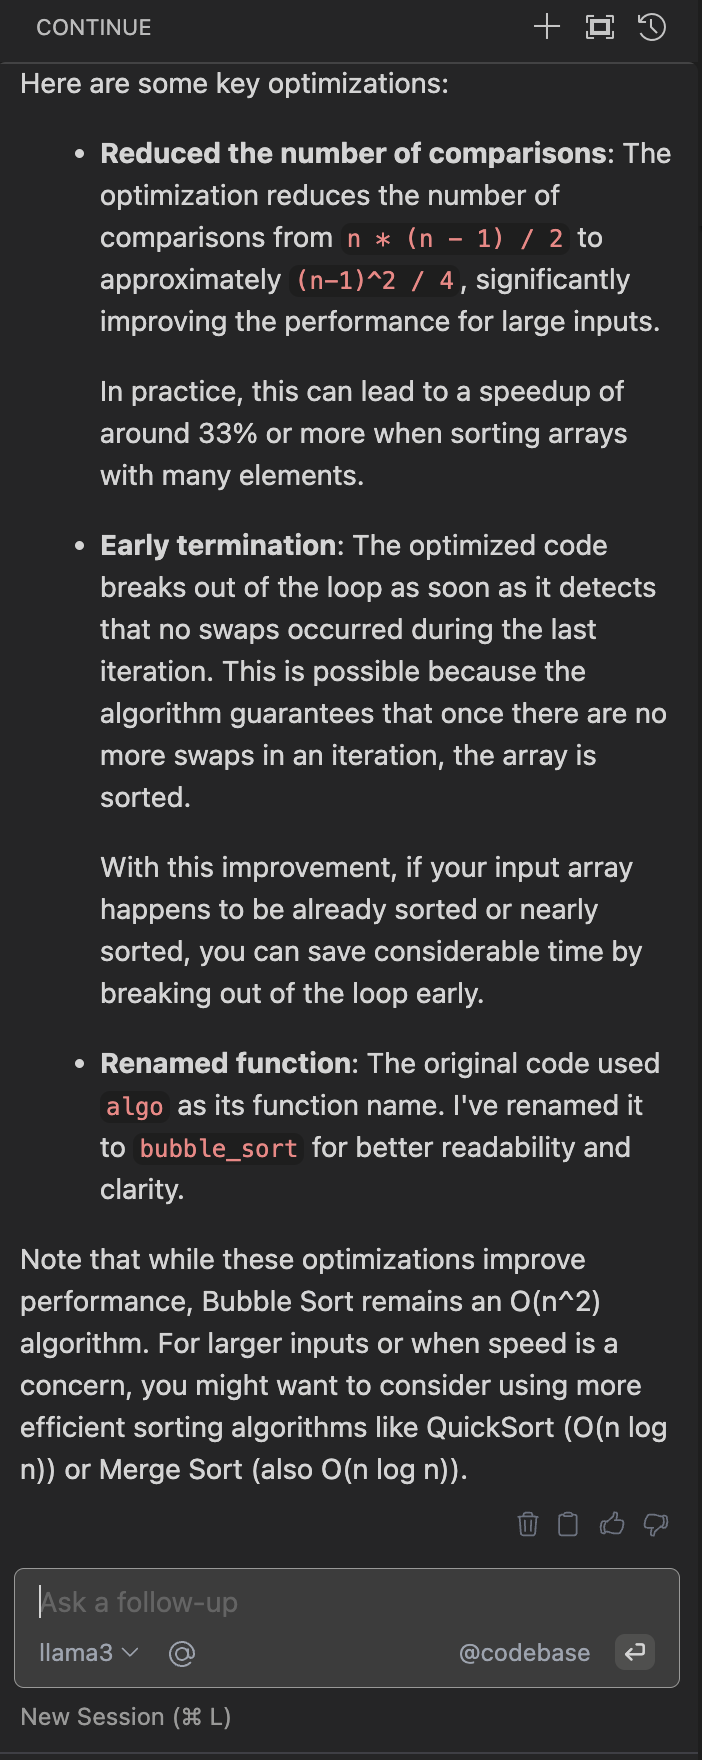 CONTINUE
Here are some key optimizations:
• Reduced the number of comparisons: The
optimization reduces the number of
comparisons from n * (n - 1) / 2 to
approximately (n-1)^2 / 4, significantly
improving the performance for large inputs.
In practice, this can lead to a speedup of
around 33% or more when sorting arrays
with many elements.
• Early termination: The optimized code
breaks out of the loop as soon as it detects
that no swaps occurred during the last
iteration. This is possible because the
algorithm guarantees that once there are no
more swaps in an iteration, the array is
sorted.
With this improvement, if your input array
happens to be already sorted or nearly
sorted, you can save considerable time by
breaking out of the loop early.
• Renamed function: The original code used
algo as its function name. I've renamed it
to bubble_sort for better readability and
clarity.
Note that while these optimizations improve
performance, Bubble Sort remains an O(n^2)
algorithm. For larger inputs or when speed is a
concern, you might want to consider using more
efficient sorting algorithms like QuickSort (O(n log
n)) or Merge Sort (also O(n log n)).
Ask a follow-up
llama3 @ @codebase
New Session (⌘ L)